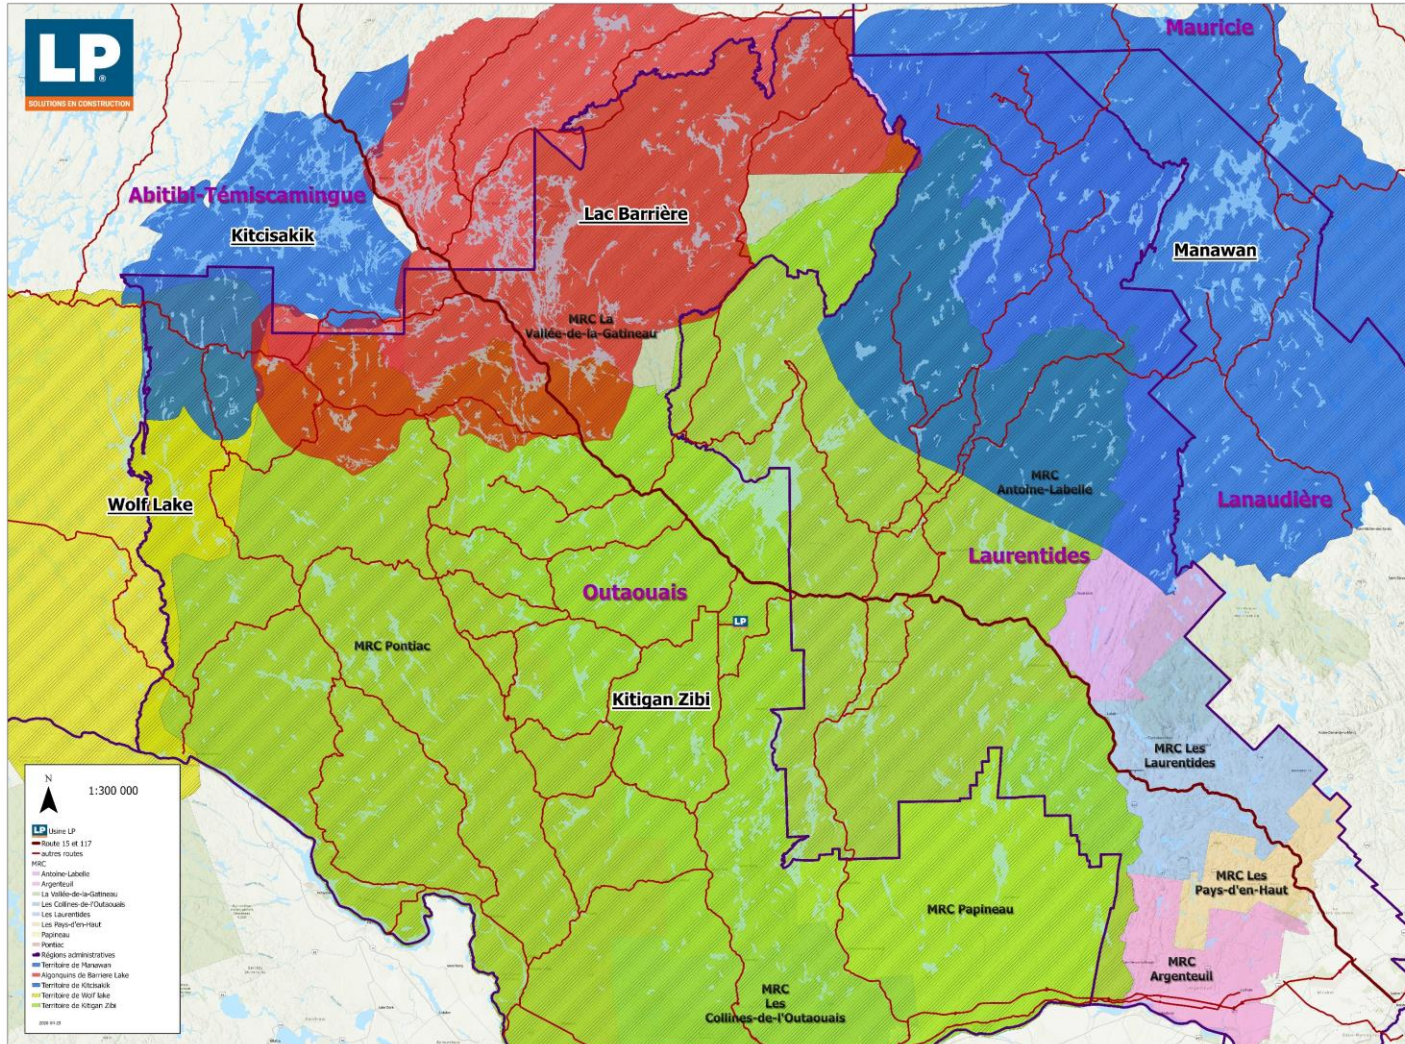 LP
SOLUTIONS EN CONSTRUCTION
Mauricie
Abitibi-Témiscamingue
Kitcisakik
Lac Barrière
Manawan
MRC La
Vallée-de-la-Gatineau
Wolf Lake
MRC
Antoine-Labelle
Lanaudière
Laurentides
Outaouais
LP
MRC Pontiac
Kitigan Zibi
MRC Les
Laurentides
MRC Les
Pays-d'en-Haut
MRC Papineau
MRC
Argenteuil
MRC
Les
Collines-de-l'Outaouais
N
1:300 000
LP Usine LP
Route 15 et 117
autres routes
MRC
Antoine-Labelle
Argenteuil
La Vallée-de-la-Gatineau
Les Collines-de-l'Outaouais
Les Laurentides
Les Pays-d'en-Haut
Papineau
Pontiac
Régions administratives
Territoire de Manawan
Algonquins de Barriere Lake
Territoire de Kitcisakik
Territoire de Wolf lake
Territoire de Kitigan Zibi